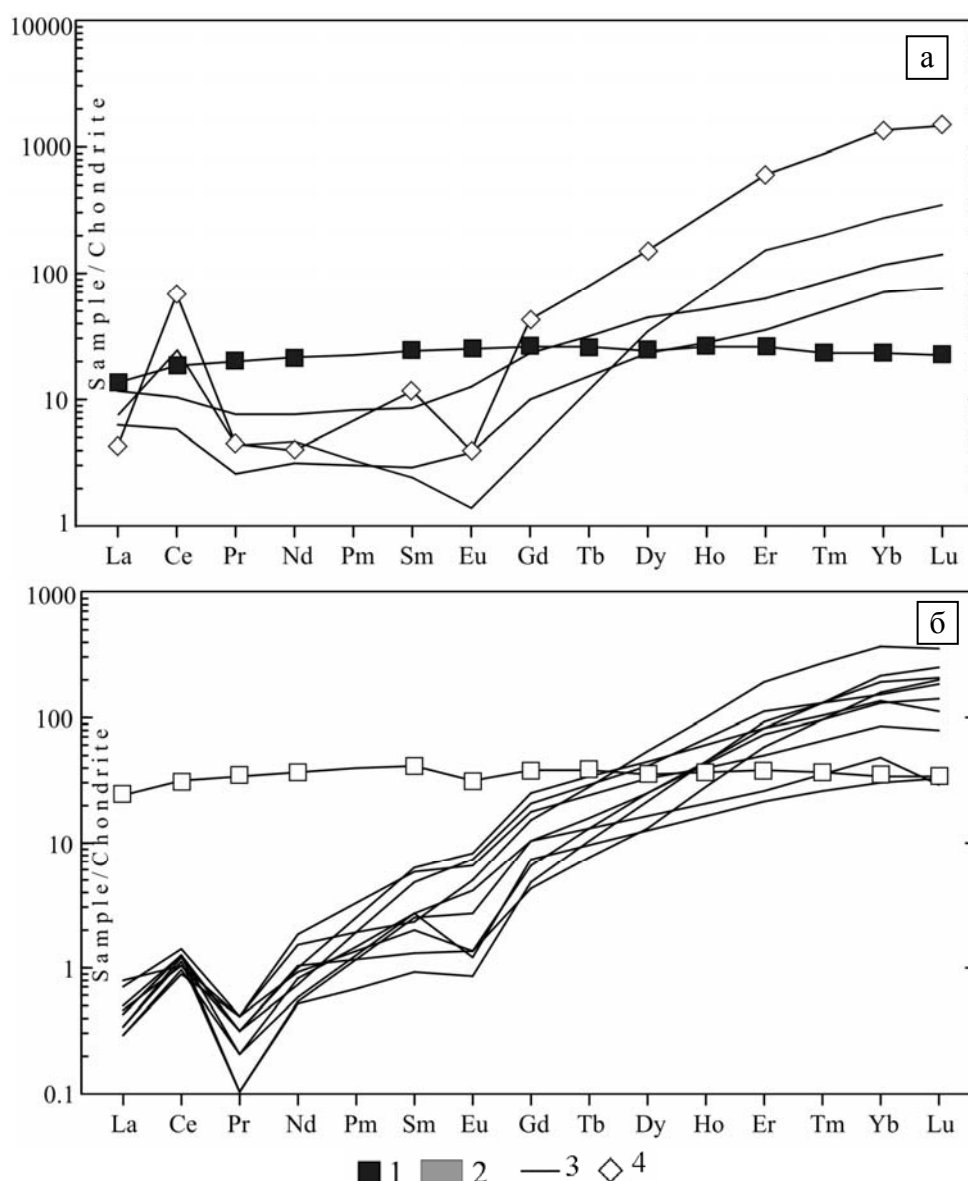 10000
а
1000
100
10
1
Sample/Chondrite
La Ce Pr Nd Pm Sm Eu Gd Tb Dy Ho Er Tm Yb Lu
1000
б
100
10
1
0.1
Sample/Chondrite
La Ce Pr Nd Pm Sm Eu Gd Tb Dy Ho Er Tm Yb Lu
1 2 3 4